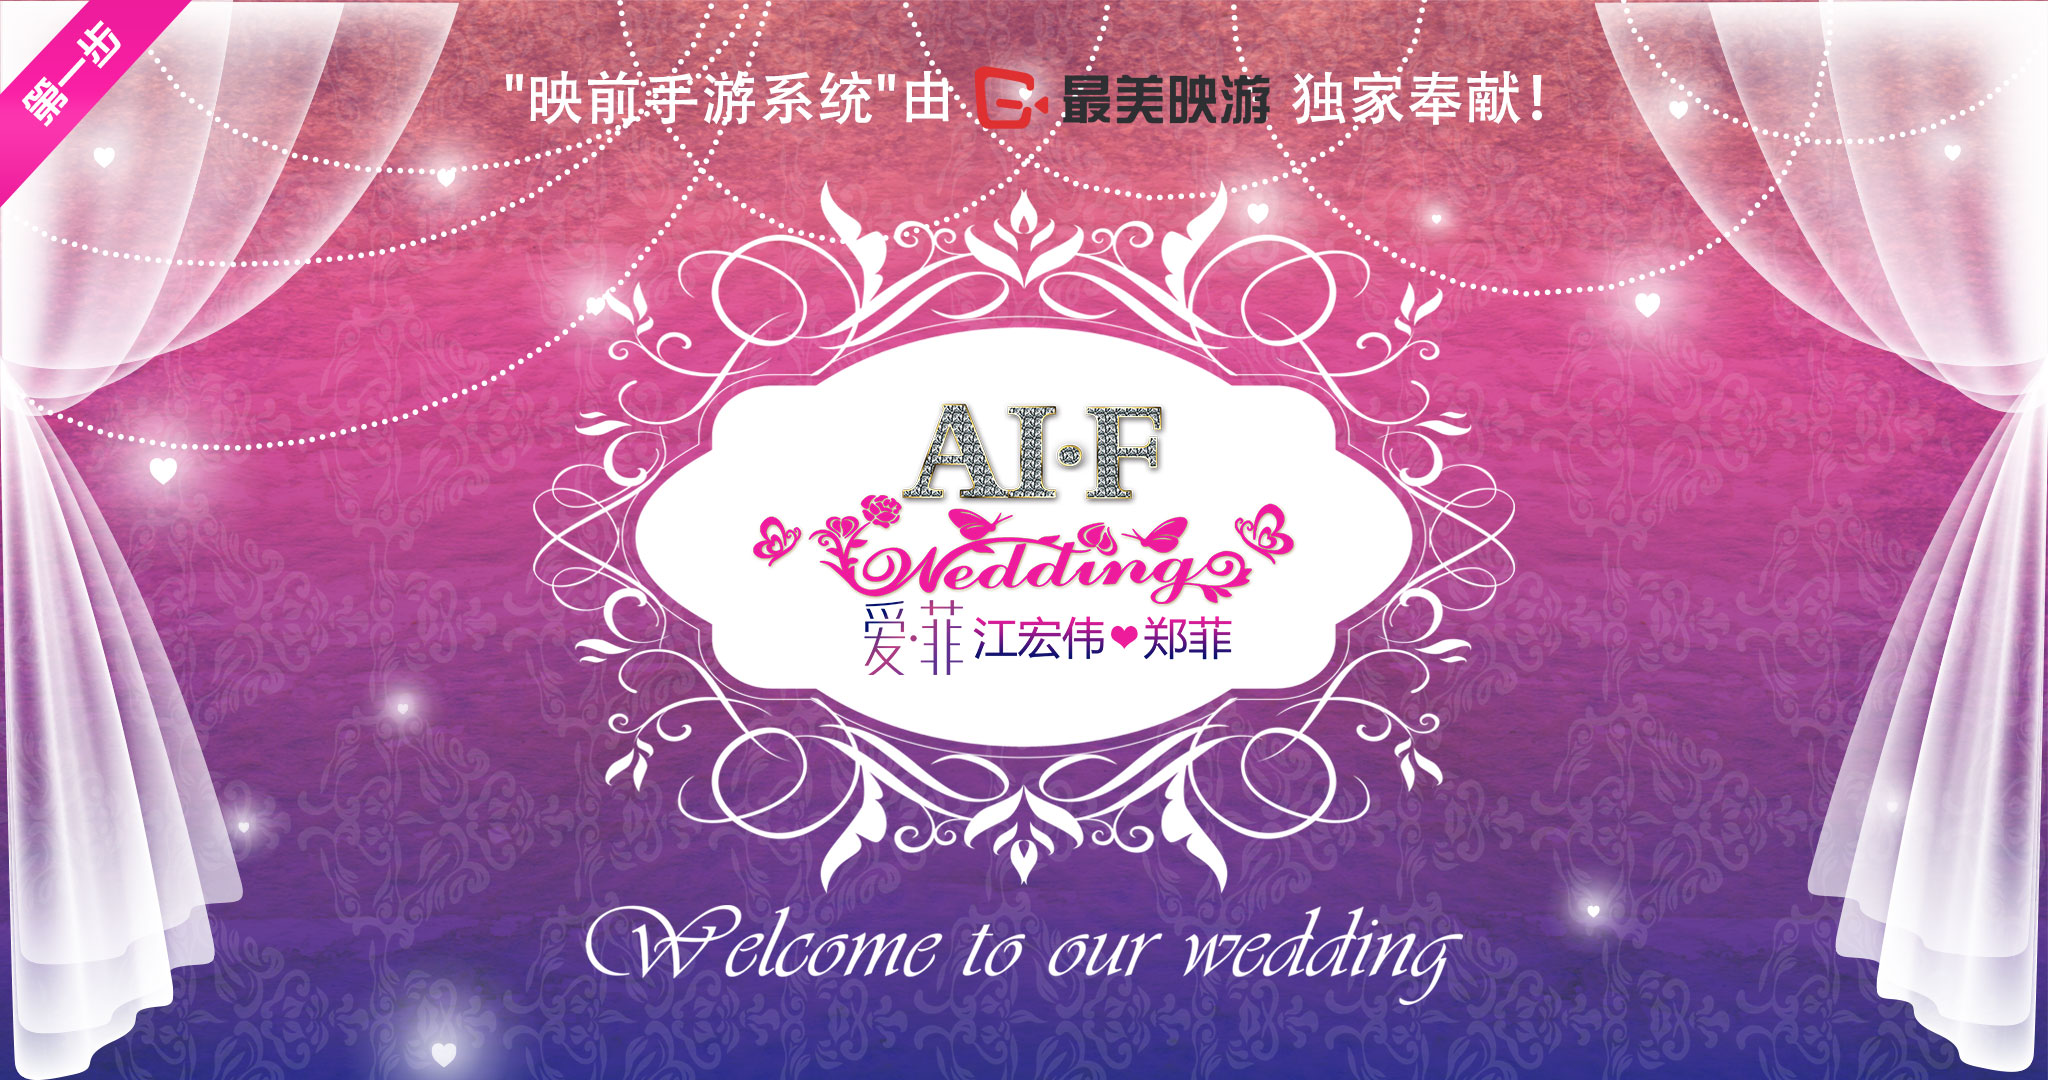 第一步
"映前手游系统"由 最美映游 独家奉献!
AI·F
Wedding
爱·菲 江宏伟❤郑菲
Welcome to our wedding